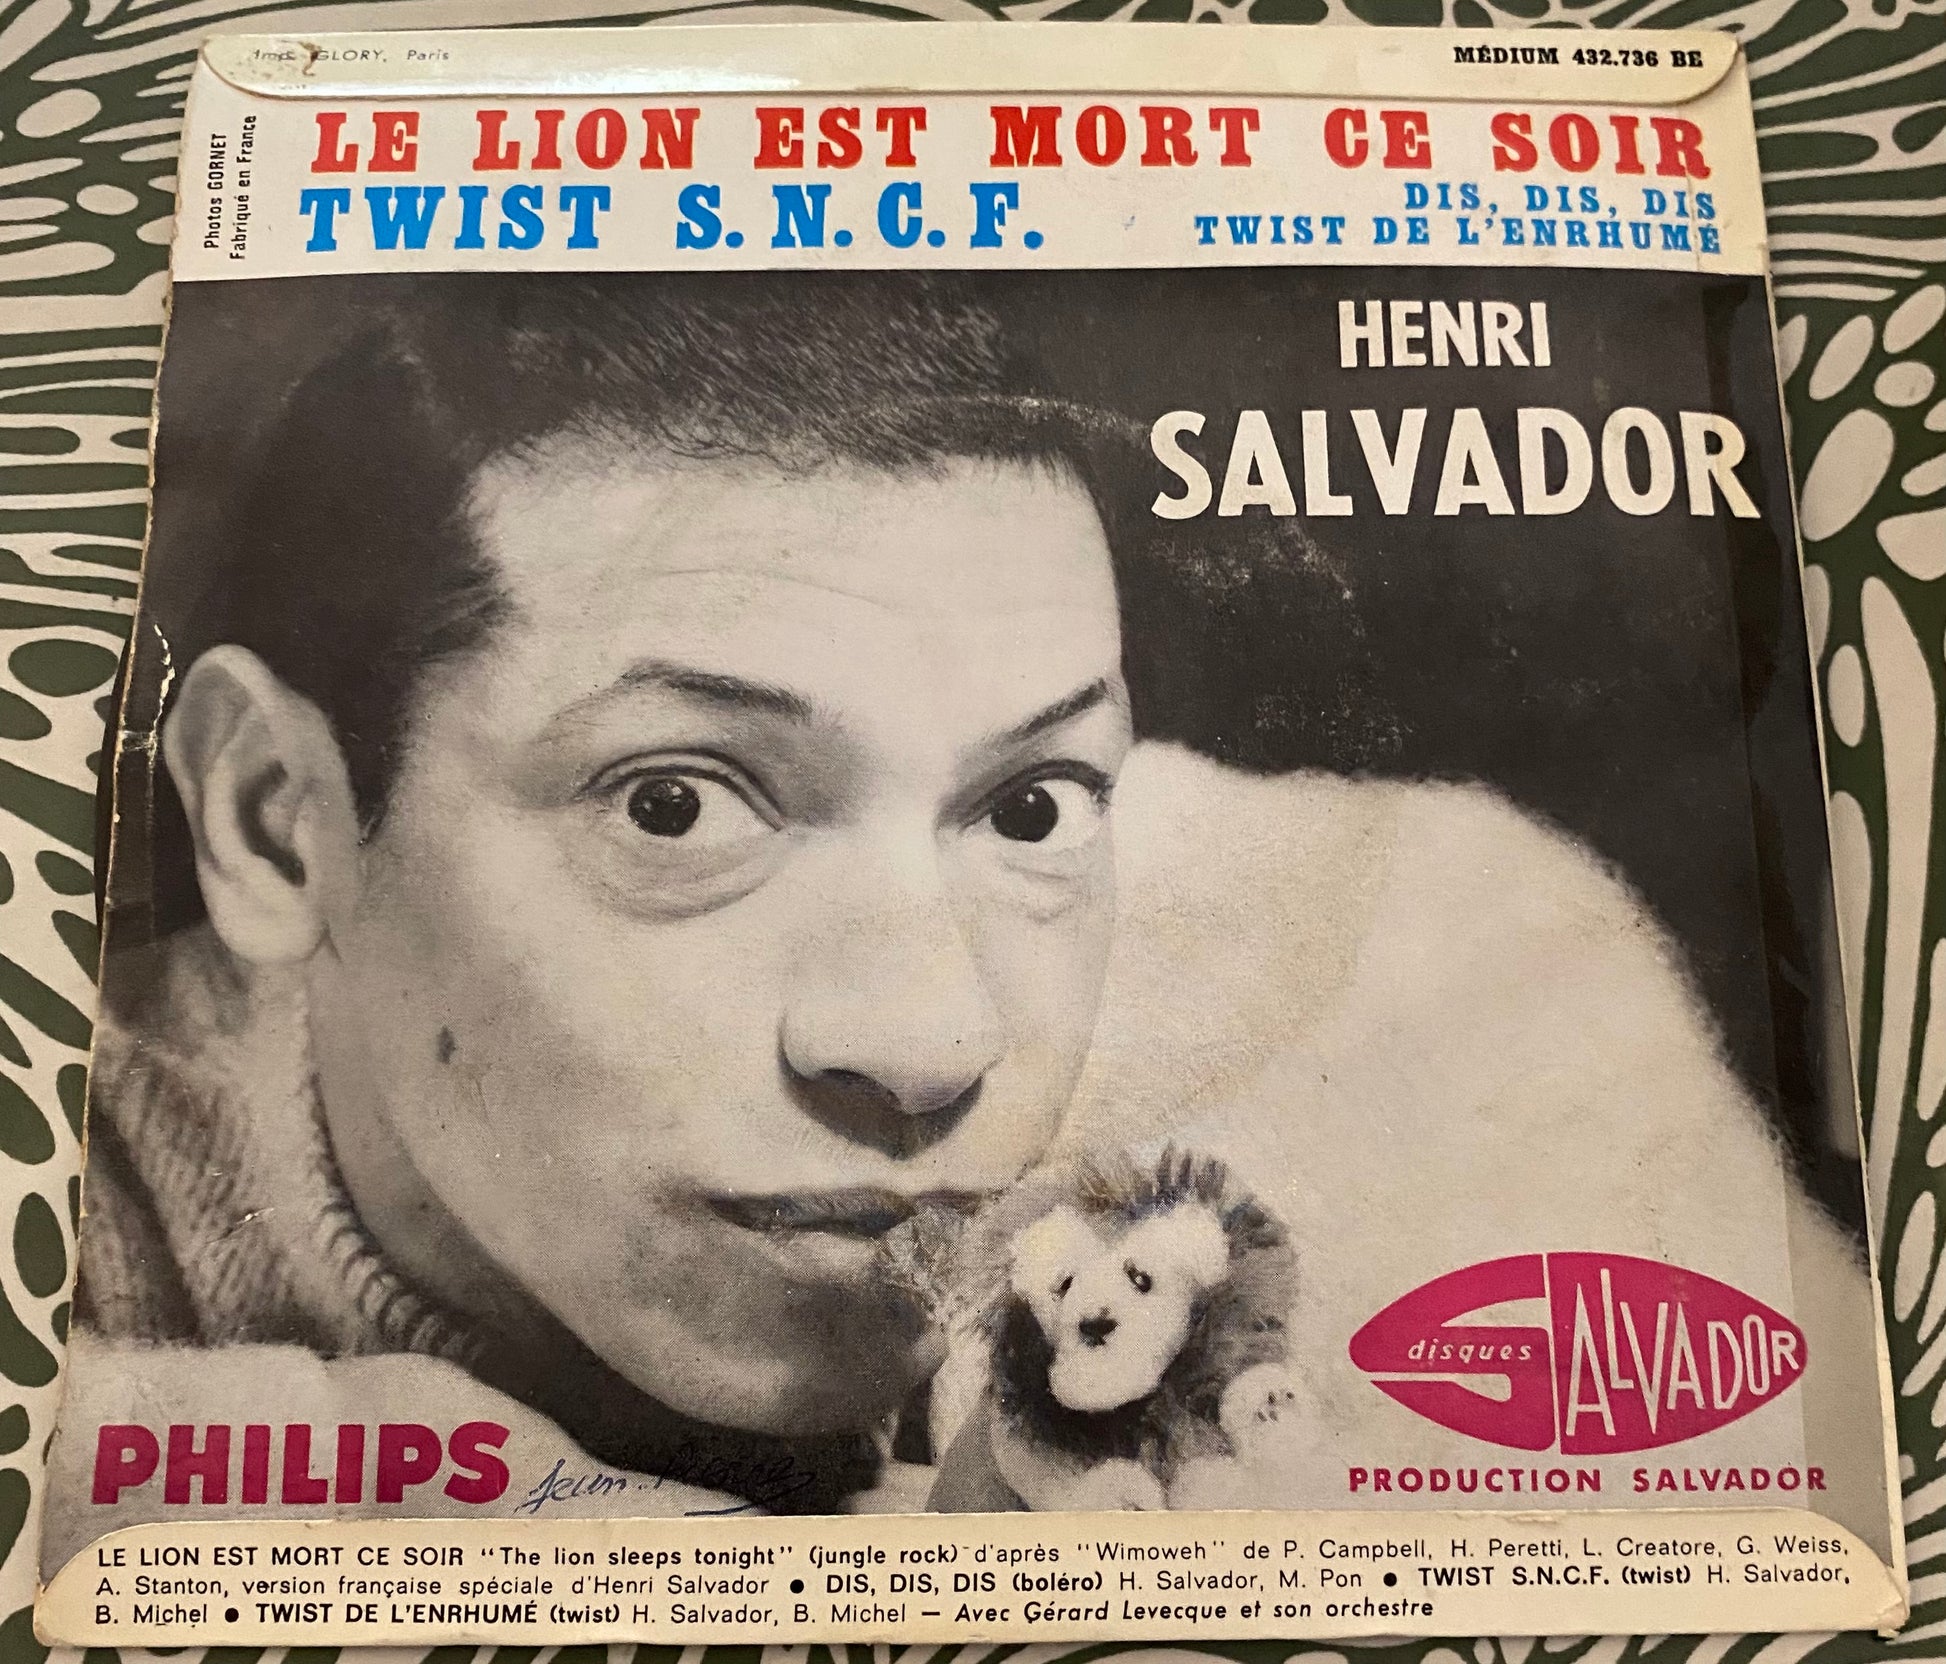 Imp. GLORY, Paris
MÉDIUM 432.736 BE
Photos GORNET
Fabriqué en France
LE LION EST MORT CE SOIR
TWIST S.N.C.F.
DIS, DIS, DIS
TWIST DE L'ENRHUMÉ
HENRI
SALVADOR
disques SALVADOR
PRODUCTION SALVADOR
PHILIPS
Jean-Pierre
LE LION EST MORT CE SOIR "The lion sleeps tonight" (jungle rock) d'après "Wimoweh" de P. Campbell, H. Peretti, L. Creatore, G. Weiss,
A. Stanton, version française spéciale d'Henri Salvador ● DIS, DIS, DIS (boléro) H. Salvador, M. Pon ● TWIST S.N.C.F. (twist) H. Salvador,
B. Michel ● TWIST DE L'ENRHUMÉ (twist) H. Salvador, B. Michel — Avec Gérard Levecque et son orchestre